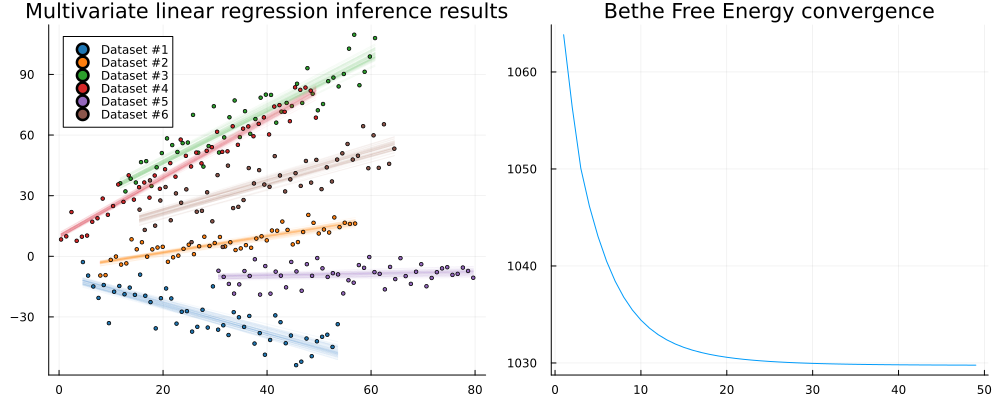 Multivariate linear regression inference results
Dataset #1
Dataset #2
Dataset #3
Dataset #4
Dataset #5
Dataset #6
90
60
30
0
−30
0 20 40 60 80
Bethe Free Energy convergence
1060
1050
1040
1030
0 10 20 30 40 50